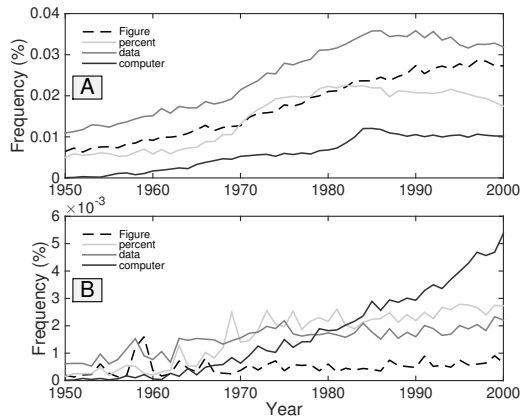 0.04
0.03
0.02
0.01
0
Frequency (%)
Figure
percent
data
computer
A
1950 1960 1970 1980 1990 2000
×10⁻³
6
5
4
3
2
1
0
Frequency (%)
Figure
percent
data
computer
B
1950 1960 1970 1980 1990 2000
Year